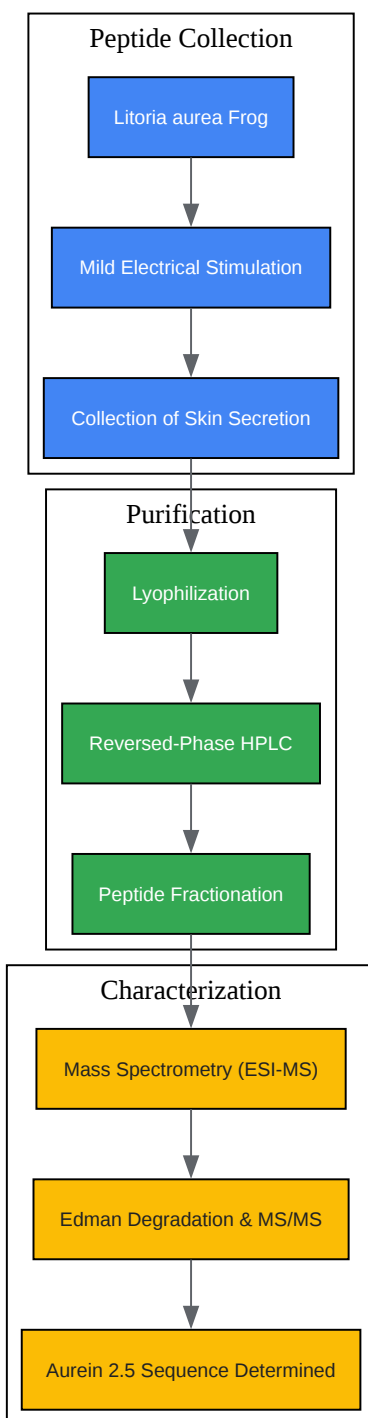 Peptide Collection
Litoria aurea Frog
Mild Electrical Stimulation
Collection of Skin Secretion
Purification
Lyophilization
Reversed-Phase HPLC
Peptide Fractionation
Characterization
Mass Spectrometry (ESI-MS)
Edman Degradation & MS/MS
Aurein 2.5 Sequence Determined